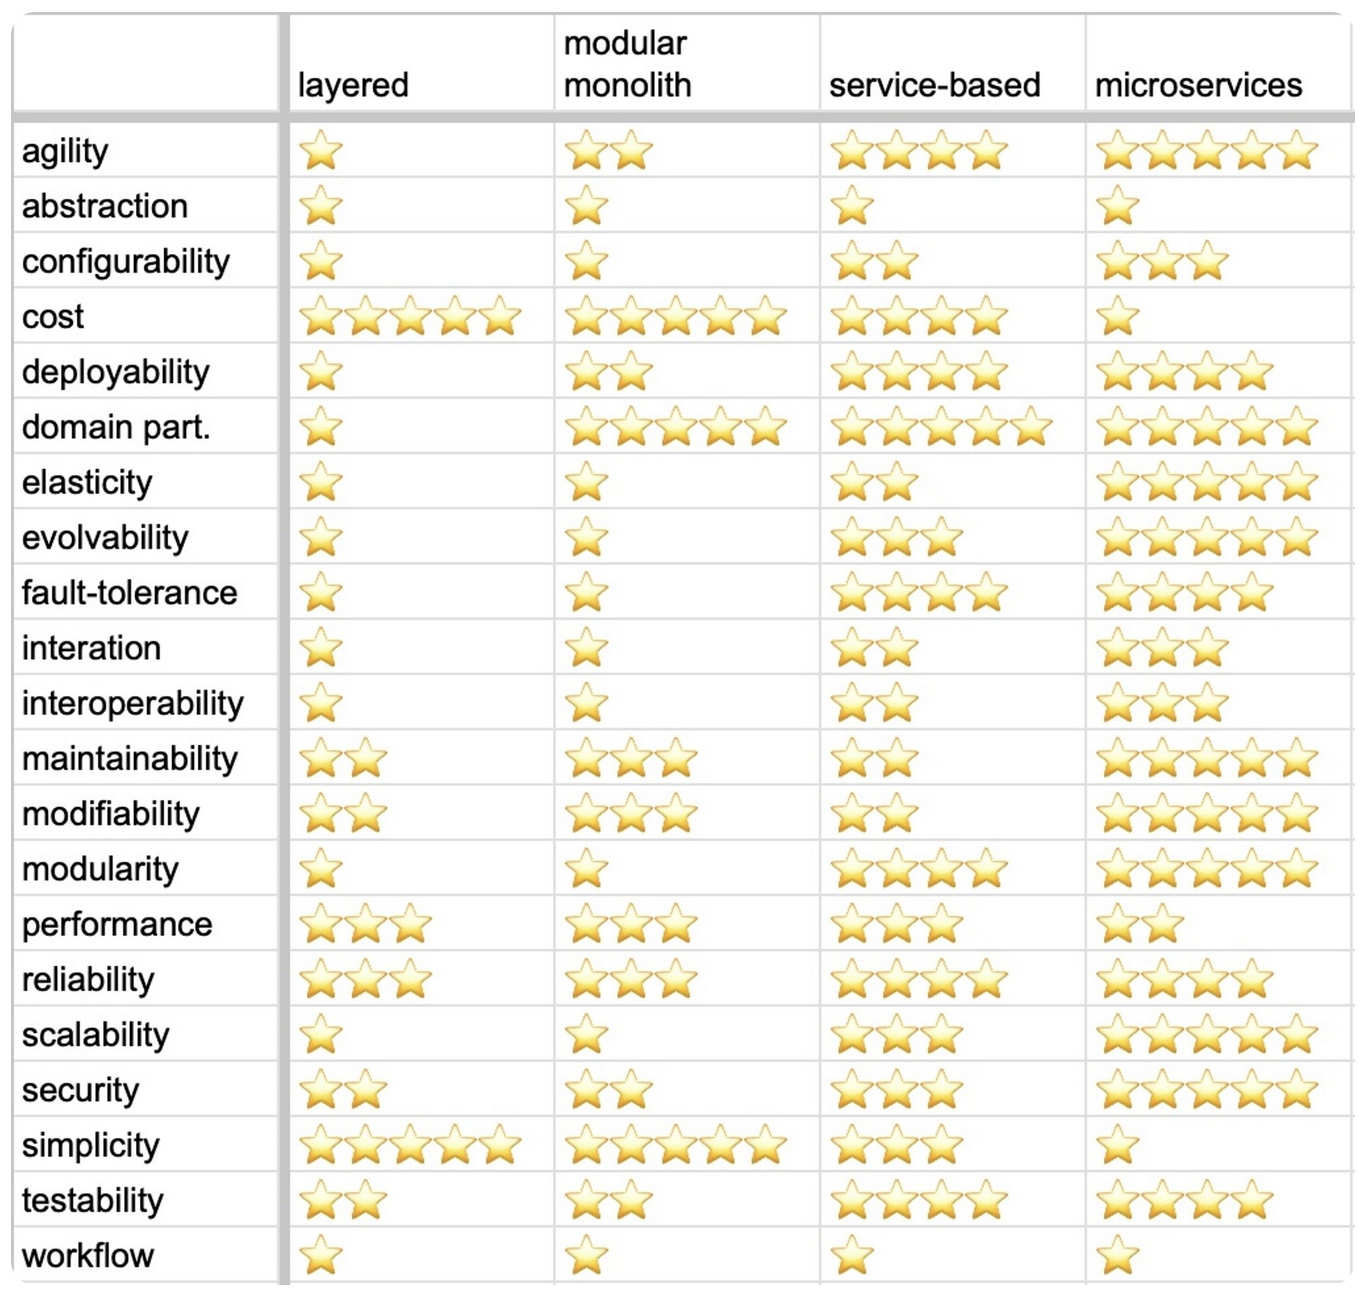 layered
modular
monolith
service-based
microservices
agility ⭐ ⭐⭐ ⭐⭐⭐⭐ ⭐⭐⭐⭐⭐
abstraction ⭐ ⭐ ⭐ ⭐
configurability ⭐ ⭐ ⭐⭐ ⭐⭐⭐
cost ⭐⭐⭐⭐⭐ ⭐⭐⭐⭐⭐ ⭐⭐⭐⭐ ⭐
deployability ⭐ ⭐⭐ ⭐⭐⭐⭐ ⭐⭐⭐⭐
domain part. ⭐ ⭐⭐⭐⭐⭐ ⭐⭐⭐⭐⭐ ⭐⭐⭐⭐⭐
elasticity ⭐ ⭐ ⭐⭐ ⭐⭐⭐⭐⭐
evolvability ⭐ ⭐ ⭐⭐⭐ ⭐⭐⭐⭐⭐
fault-tolerance ⭐ ⭐ ⭐⭐⭐⭐ ⭐⭐⭐⭐
interation ⭐ ⭐ ⭐⭐ ⭐⭐⭐
interoperability ⭐ ⭐ ⭐⭐ ⭐⭐⭐
maintainability ⭐⭐ ⭐⭐⭐ ⭐⭐ ⭐⭐⭐⭐⭐
modifiability ⭐⭐ ⭐⭐⭐ ⭐⭐ ⭐⭐⭐⭐⭐
modularity ⭐ ⭐ ⭐⭐⭐⭐ ⭐⭐⭐⭐⭐
performance ⭐⭐⭐ ⭐⭐⭐ ⭐⭐⭐ ⭐⭐
reliability ⭐⭐⭐ ⭐⭐⭐ ⭐⭐⭐⭐ ⭐⭐⭐⭐
scalability ⭐ ⭐ ⭐⭐⭐ ⭐⭐⭐⭐⭐
security ⭐⭐ ⭐⭐ ⭐⭐⭐ ⭐⭐⭐⭐⭐
simplicity ⭐⭐⭐⭐⭐ ⭐⭐⭐⭐⭐ ⭐⭐⭐ ⭐
testability ⭐⭐ ⭐⭐ ⭐⭐⭐⭐ ⭐⭐⭐⭐
workflow ⭐ ⭐ ⭐ ⭐